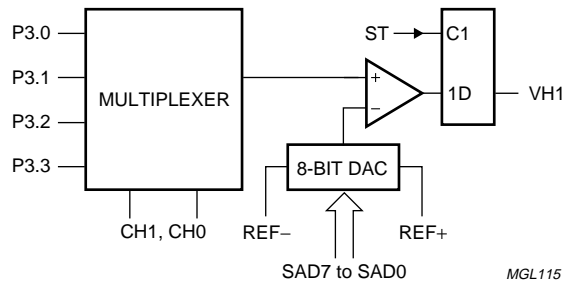 P3.0
P3.1
P3.2
P3.3
MULTIPLEXER
CH1, CH0
ST
C1
1D
VH1
+
−
8-BIT DAC
REF−
REF+
SAD7 to SAD0
MGL115